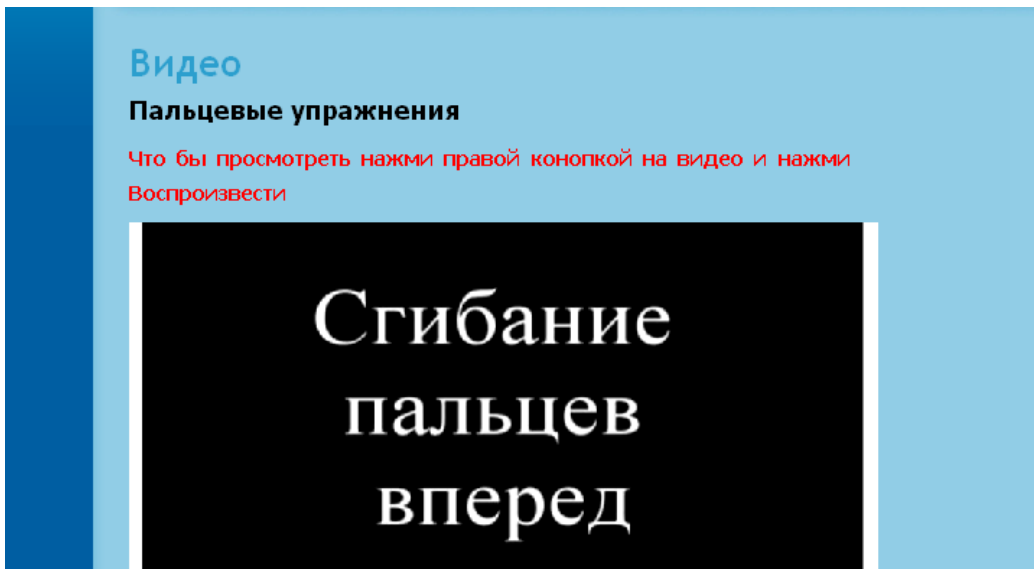 Видео
Пальцевые упражнения
Что бы просмотреть нажми правой конопкой на видео и нажми
Воспроизвести
Сгибание
пальцев
вперед